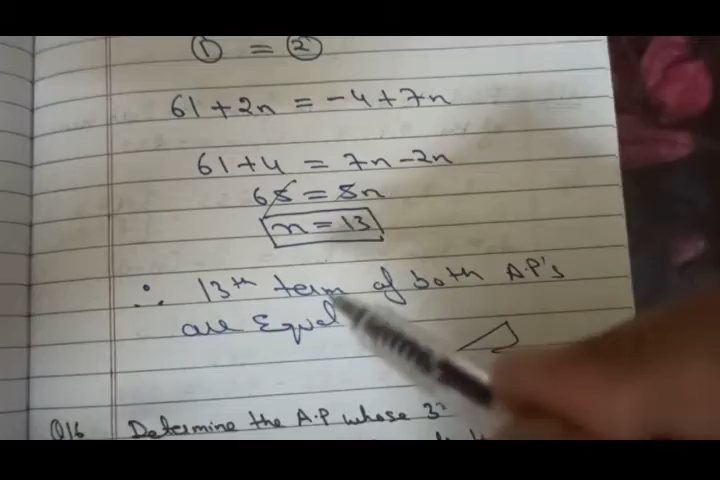 ① = ②
61 + 2n = -4 + 7n
61 + 4 = 7n - 2n
65 = 5n
n = 13
∴ 13th term of both A.P's
are Equal
Q16 Determine the A.P whose 3